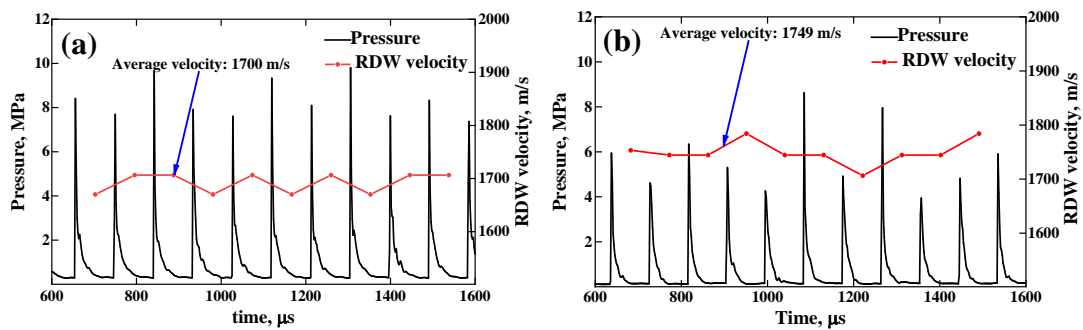 (a)
Pressure
RDW velocity
Average velocity: 1700 m/s
12
10
8
6
4
2
Pressure, MPa
2000
1900
1800
1700
1600
RDW velocity, m/s
600 800 1000 1200 1400 1600
time, μs
(b)
Pressure
RDW velocity
Average velocity: 1749 m/s
12
10
8
6
4
2
Pressure, MPa
2000
1900
1800
1700
1600
RDW velocity, m/s
600 800 1000 1200 1400 1600
Time, μs